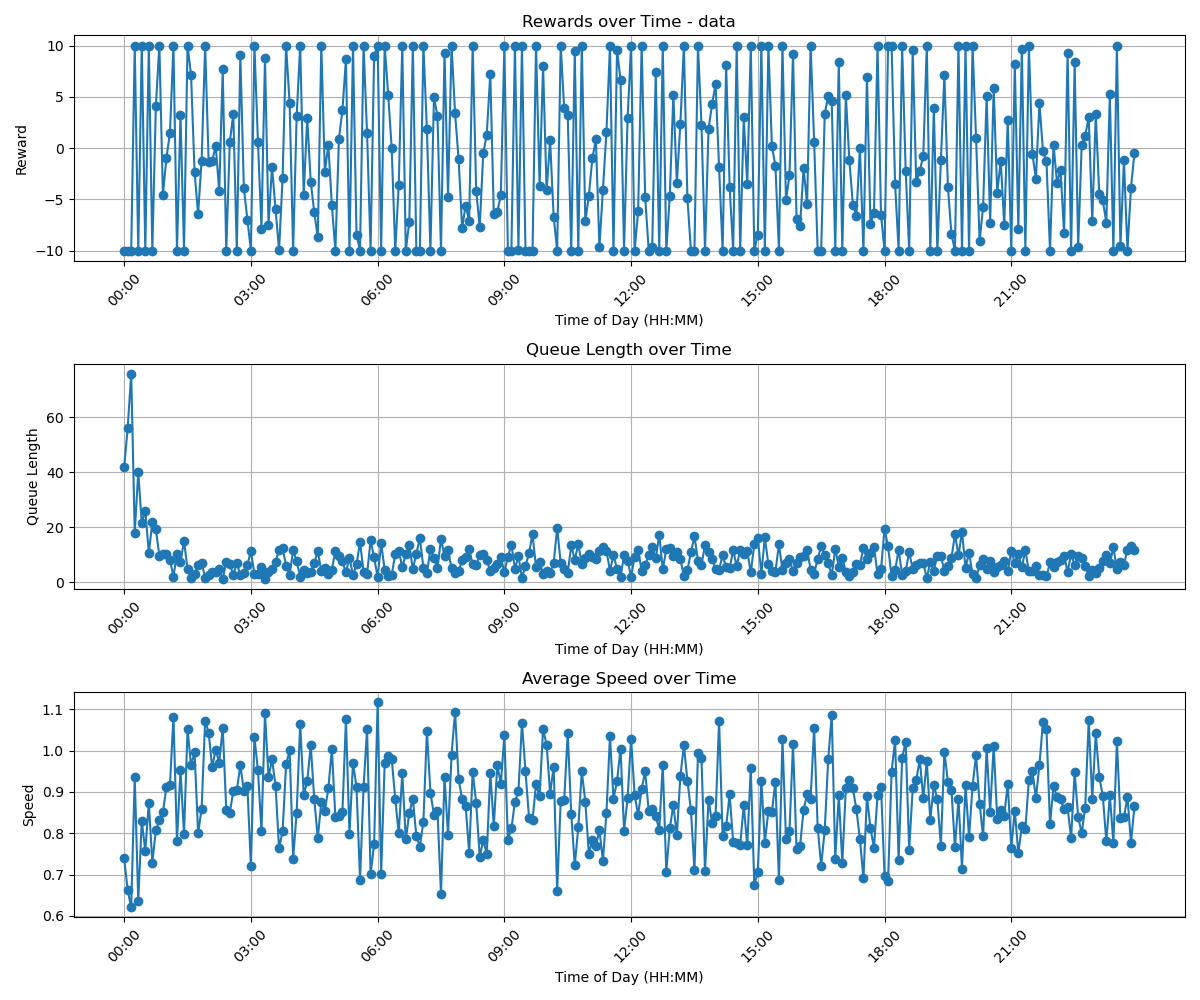 Rewards over Time - data
Reward
10
5
0
−5
−10
00:00 03:00 06:00 09:00 12:00 15:00 18:00 21:00
Time of Day (HH:MM)
Queue Length over Time
Queue Length
60
40
20
0
00:00 03:00 06:00 09:00 12:00 15:00 18:00 21:00
Time of Day (HH:MM)
Average Speed over Time
Speed
1.1
1.0
0.9
0.8
0.7
0.6
00:00 03:00 06:00 09:00 12:00 15:00 18:00 21:00
Time of Day (HH:MM)